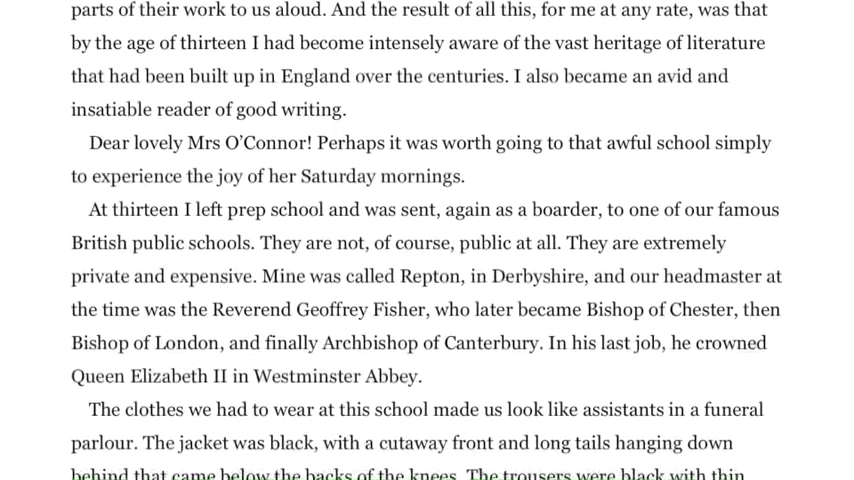 parts of their work to us aloud. And the result of all this, for me at any rate, was that
by the age of thirteen I had become intensely aware of the vast heritage of literature
that had been built up in England over the centuries. I also became an avid and
insatiable reader of good writing.
Dear lovely Mrs O’Connor! Perhaps it was worth going to that awful school simply
to experience the joy of her Saturday mornings.
At thirteen I left prep school and was sent, again as a boarder, to one of our famous
British public schools. They are not, of course, public at all. They are extremely
private and expensive. Mine was called Repton, in Derbyshire, and our headmaster at
the time was the Reverend Geoffrey Fisher, who later became Bishop of Chester, then
Bishop of London, and finally Archbishop of Canterbury. In his last job, he crowned
Queen Elizabeth II in Westminster Abbey.
The clothes we had to wear at this school made us look like assistants in a funeral
parlour. The jacket was black, with a cutaway front and long tails hanging down
behind that came below the backs of the knees. The trousers were black with thin